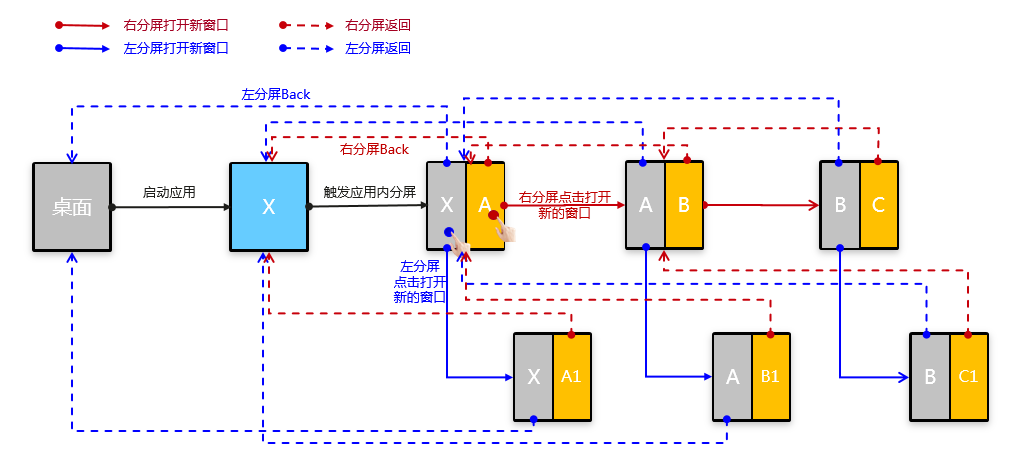 右分屏打开新窗口
右分屏返回
左分屏打开新窗口
左分屏返回
左分屏Back
右分屏Back
桌面
启动应用
X
触发应用内分屏
X
A
右分屏点击打开
新的窗口
A
B
B
C
左分屏
点击打开
新的窗口
X
A1
A
B1
B
C1